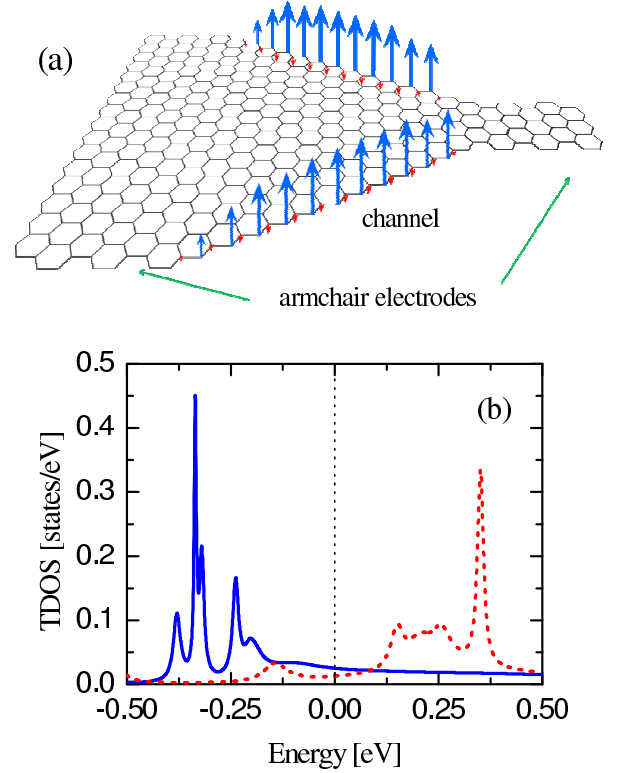 (a)
channel
armchair electrodes
0.5
(b)
0.4
0.3
0.2
0.1
0.0
TDOS [states/eV]
-0.50 -0.25 0.00 0.25 0.50
Energy [eV]